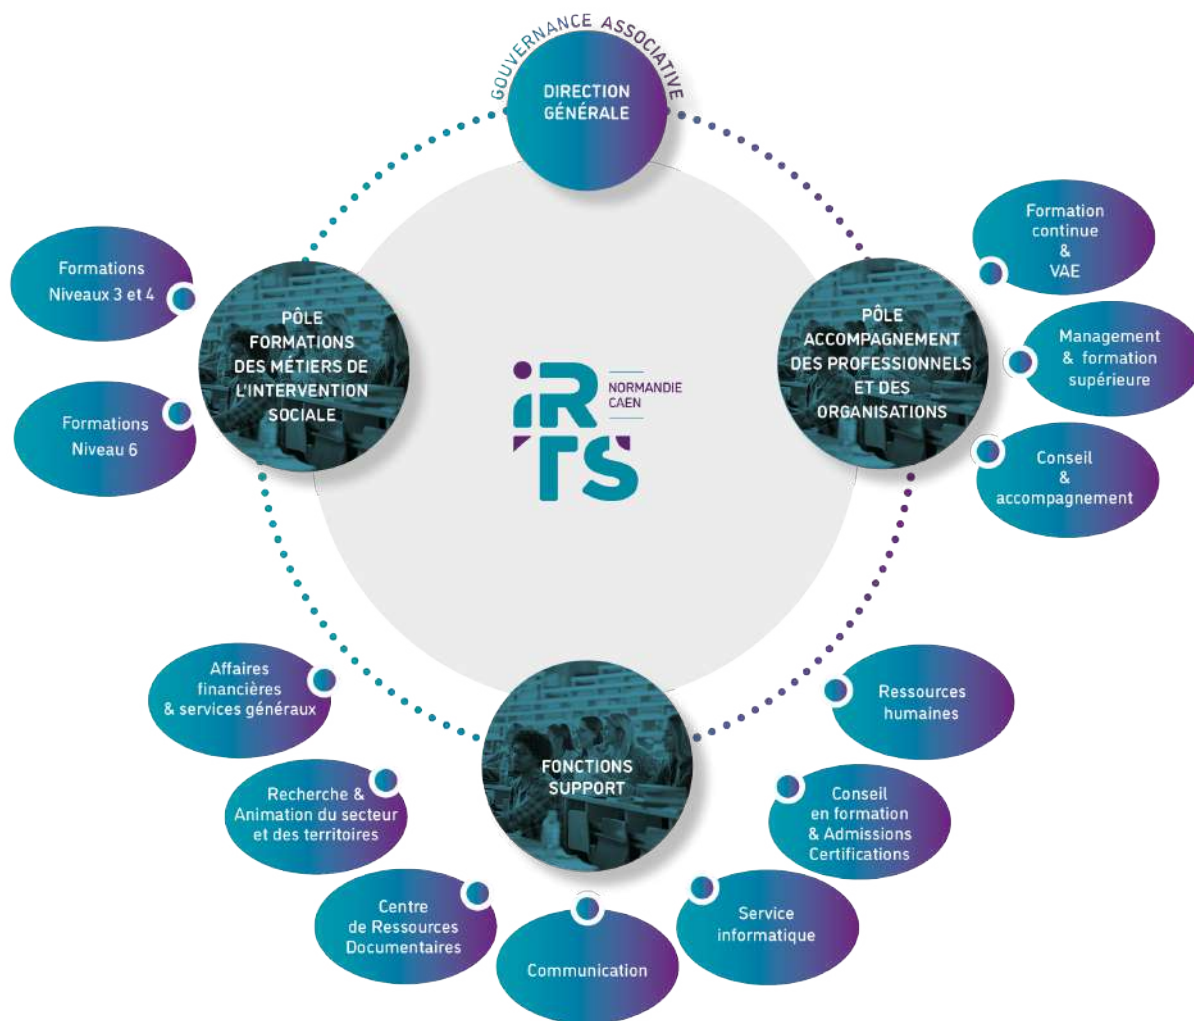 GOUVERNANCE ASSOCIATIVE
DIRECTION
GÉNÉRALE
Formations
Niveaux 3 et 4
Formations
Niveau 6
PÔLE
FORMATIONS
DES MÉTIERS DE
L'INTERVENTION
SOCIALE
iRTS
NORMANDIE
CAEN
PÔLE
ACCOMPAGNEMENT
DES PROFESSIONNELS
ET DES
ORGANISATIONS
Formation
continue
&
VAE
Management
& formation
supérieure
Conseil
&
accompagnement
Affaires
financières
& services généraux
Recherche &
Animation du secteur
et des territoires
Centre
de Ressources
Documentaires
FONCTIONS
SUPPORT
Communication
Service
informatique
Conseil
en formation
& Admissions
Certifications
Ressources
humaines